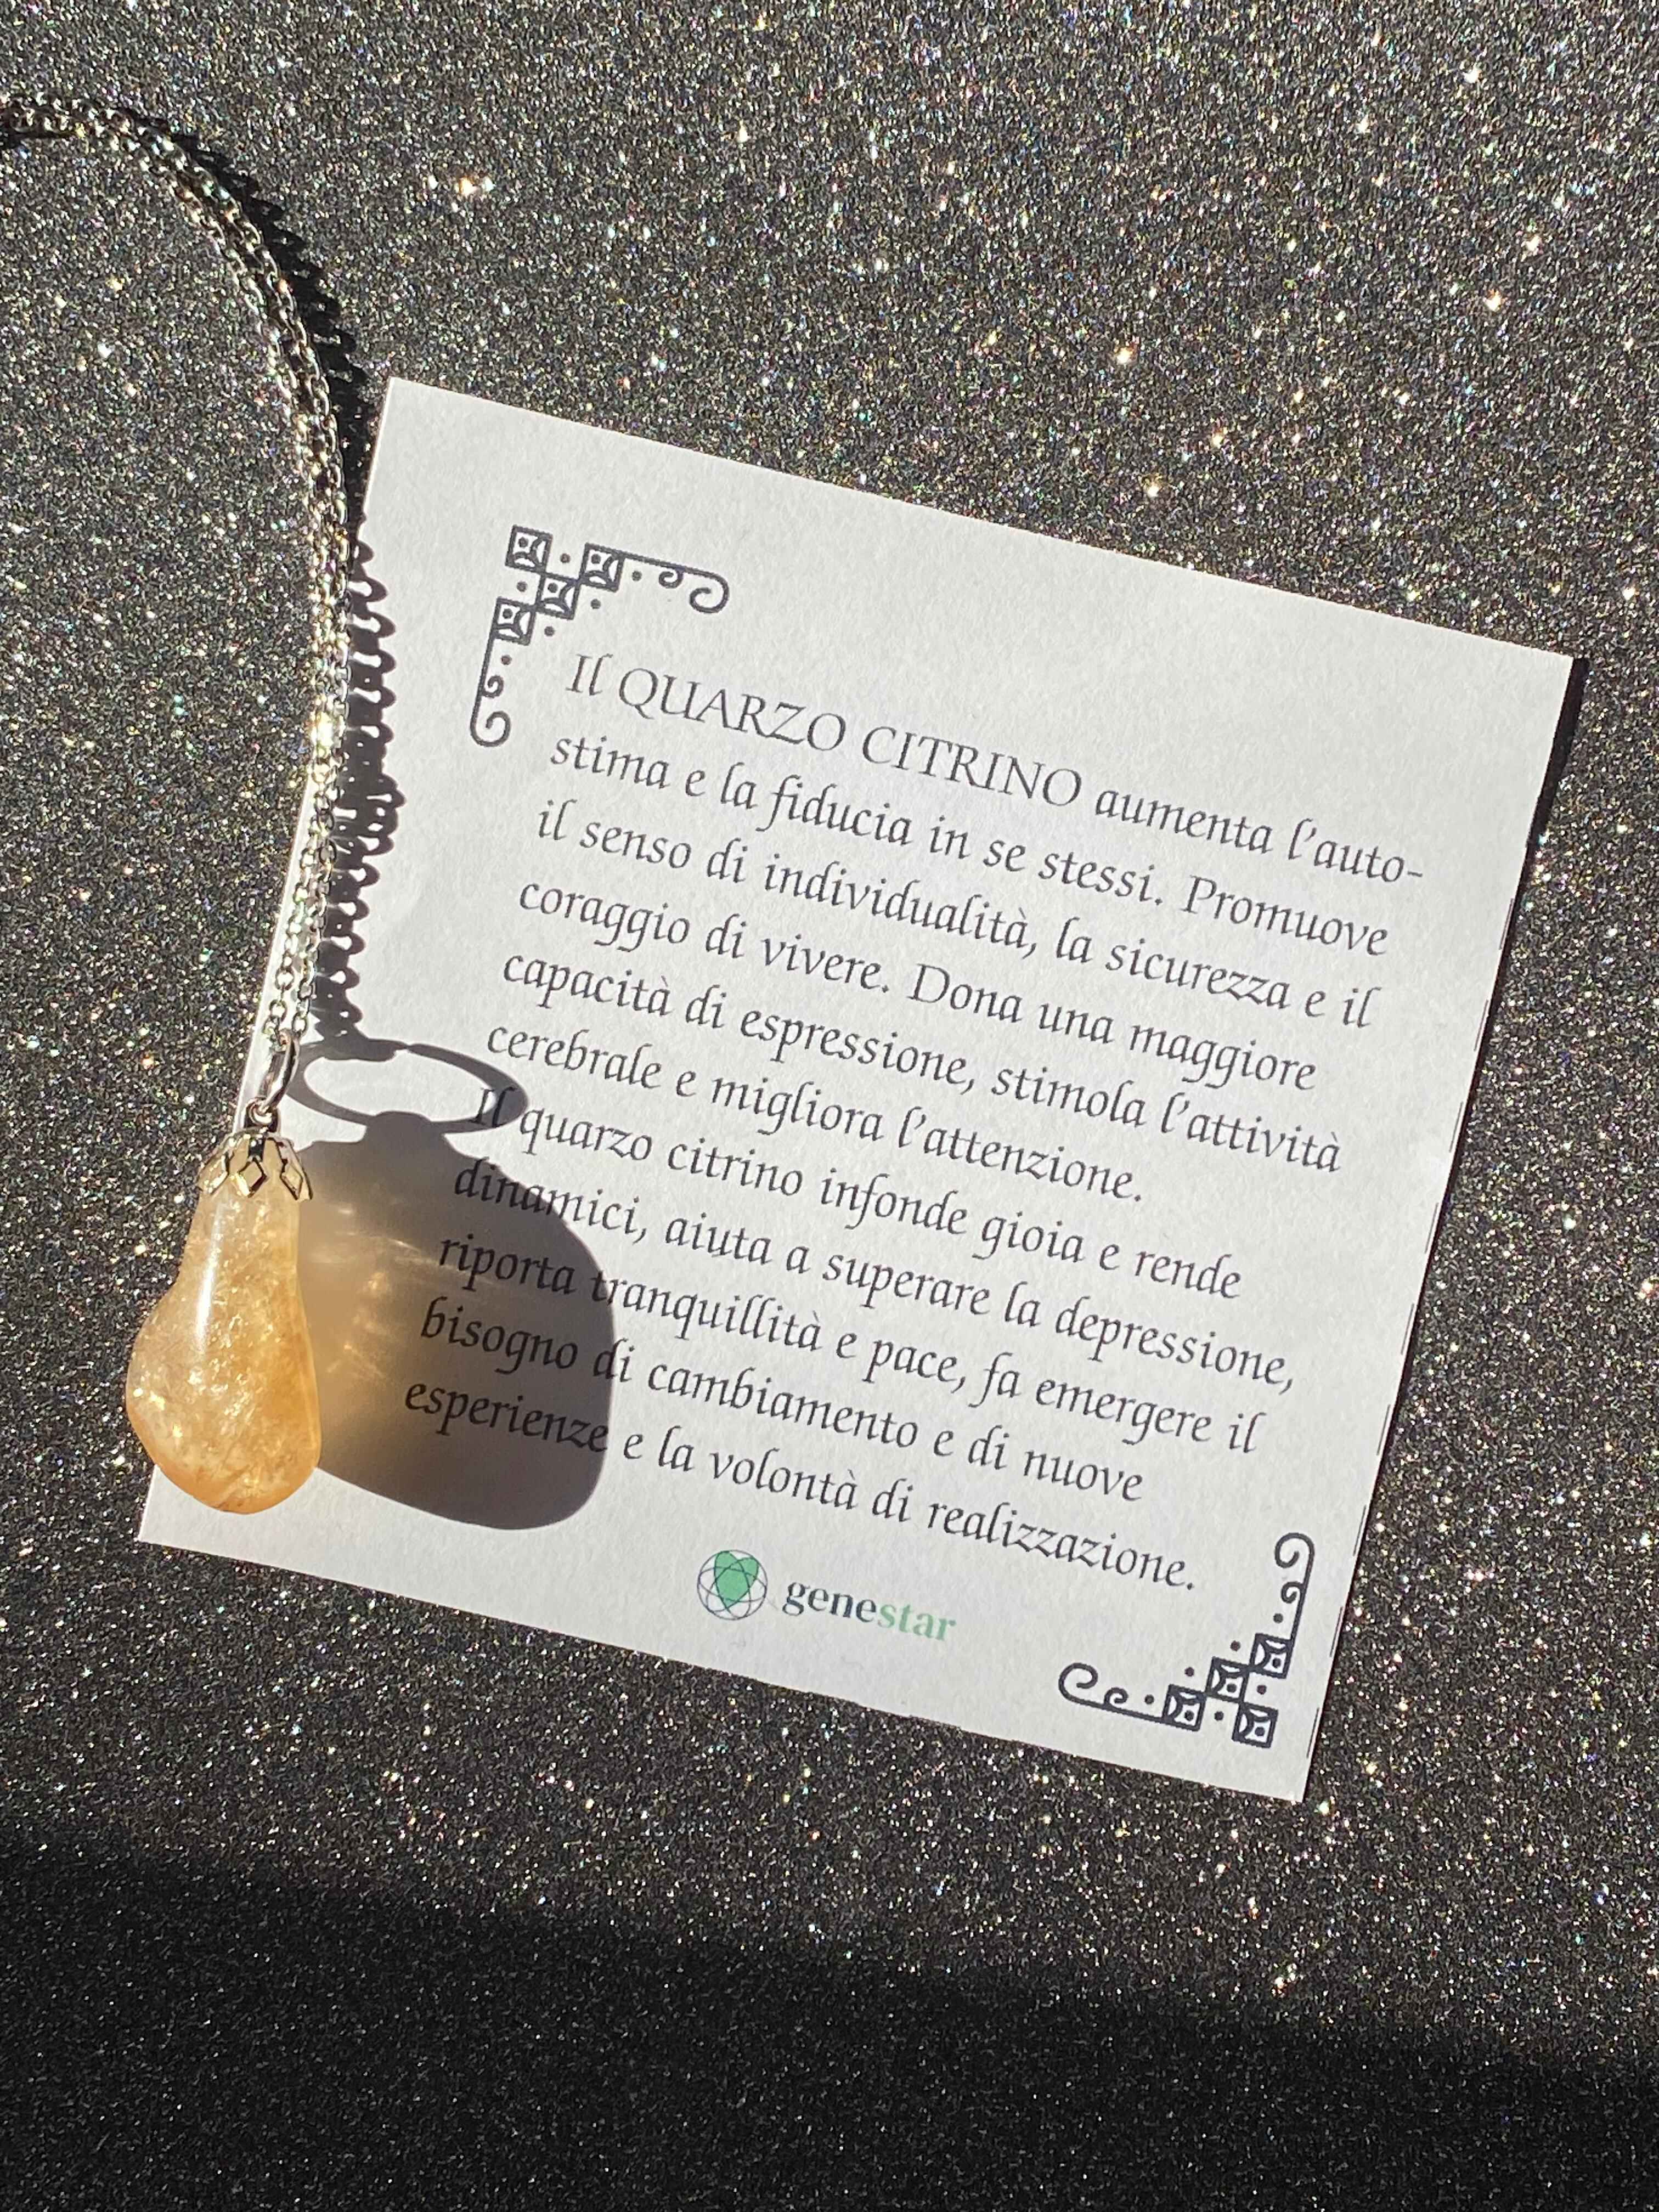 Il QUARZO CITRINO aumenta l'auto-
stima e la fiducia in se stessi. Promuove
il senso di individualità, la sicurezza e il
coraggio di vivere. Dona una maggiore
capacità di espressione, stimola l'attività
cerebrale e migliora l'attenzione.
Il quarzo citrino infonde gioia e rende
dinamici, aiuta a superare la depressione,
riporta tranquillità e pace, fa emergere il
bisogno di cambiamento e di nuove
esperienze e la volontà di realizzazione.
genestar